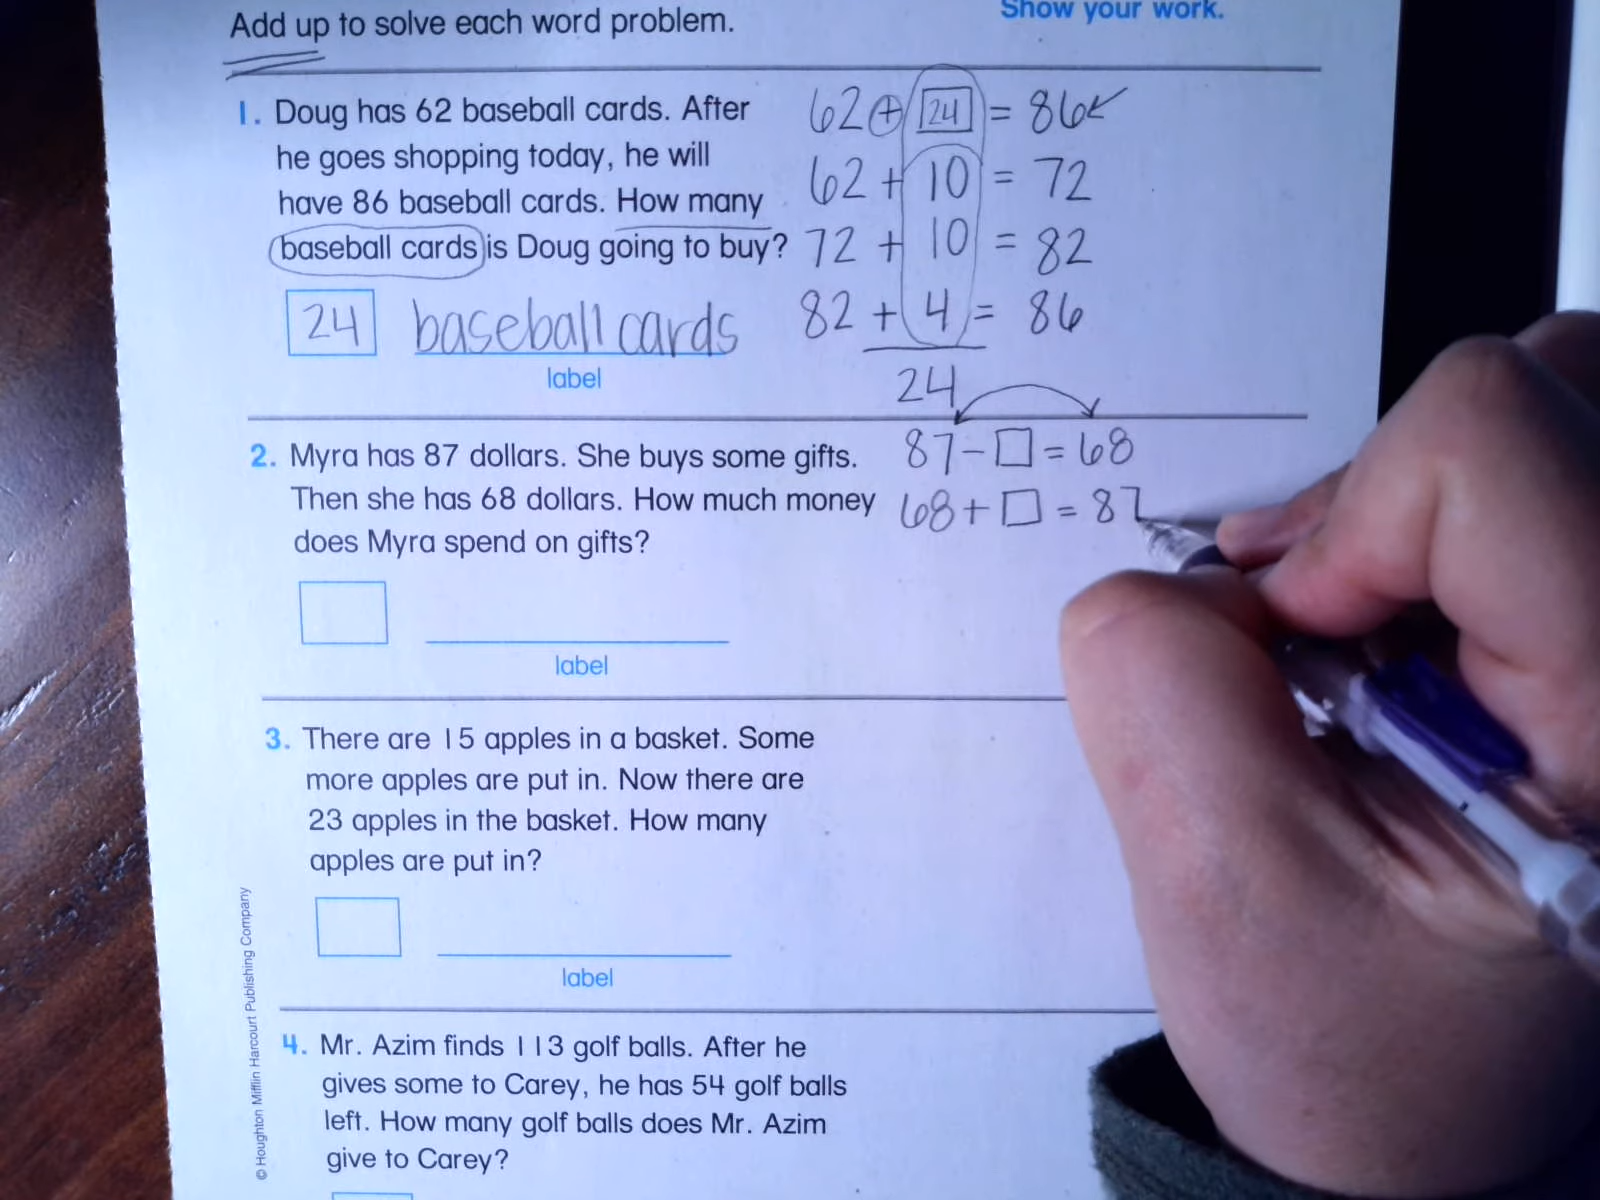 Add up to solve each word problem.
Show your work.
1. Doug has 62 baseball cards. After
he goes shopping today, he will
have 86 baseball cards. How many
baseball cards is Doug going to buy?
24 baseball cards
label
62 + 24 = 86
62 + 10 = 72
72 + 10 = 82
82 + 4 = 86
24
2. Myra has 87 dollars. She buys some gifts.
Then she has 68 dollars. How much money
does Myra spend on gifts?
label
87 - □ = 68
68 + □ = 87
3. There are 15 apples in a basket. Some
more apples are put in. Now there are
23 apples in the basket. How many
apples are put in?
label
4. Mr. Azim finds 113 golf balls. After he
gives some to Carey, he has 54 golf balls
left. How many golf balls does Mr. Azim
give to Carey?
© Houghton Mifflin Harcourt Publishing Company